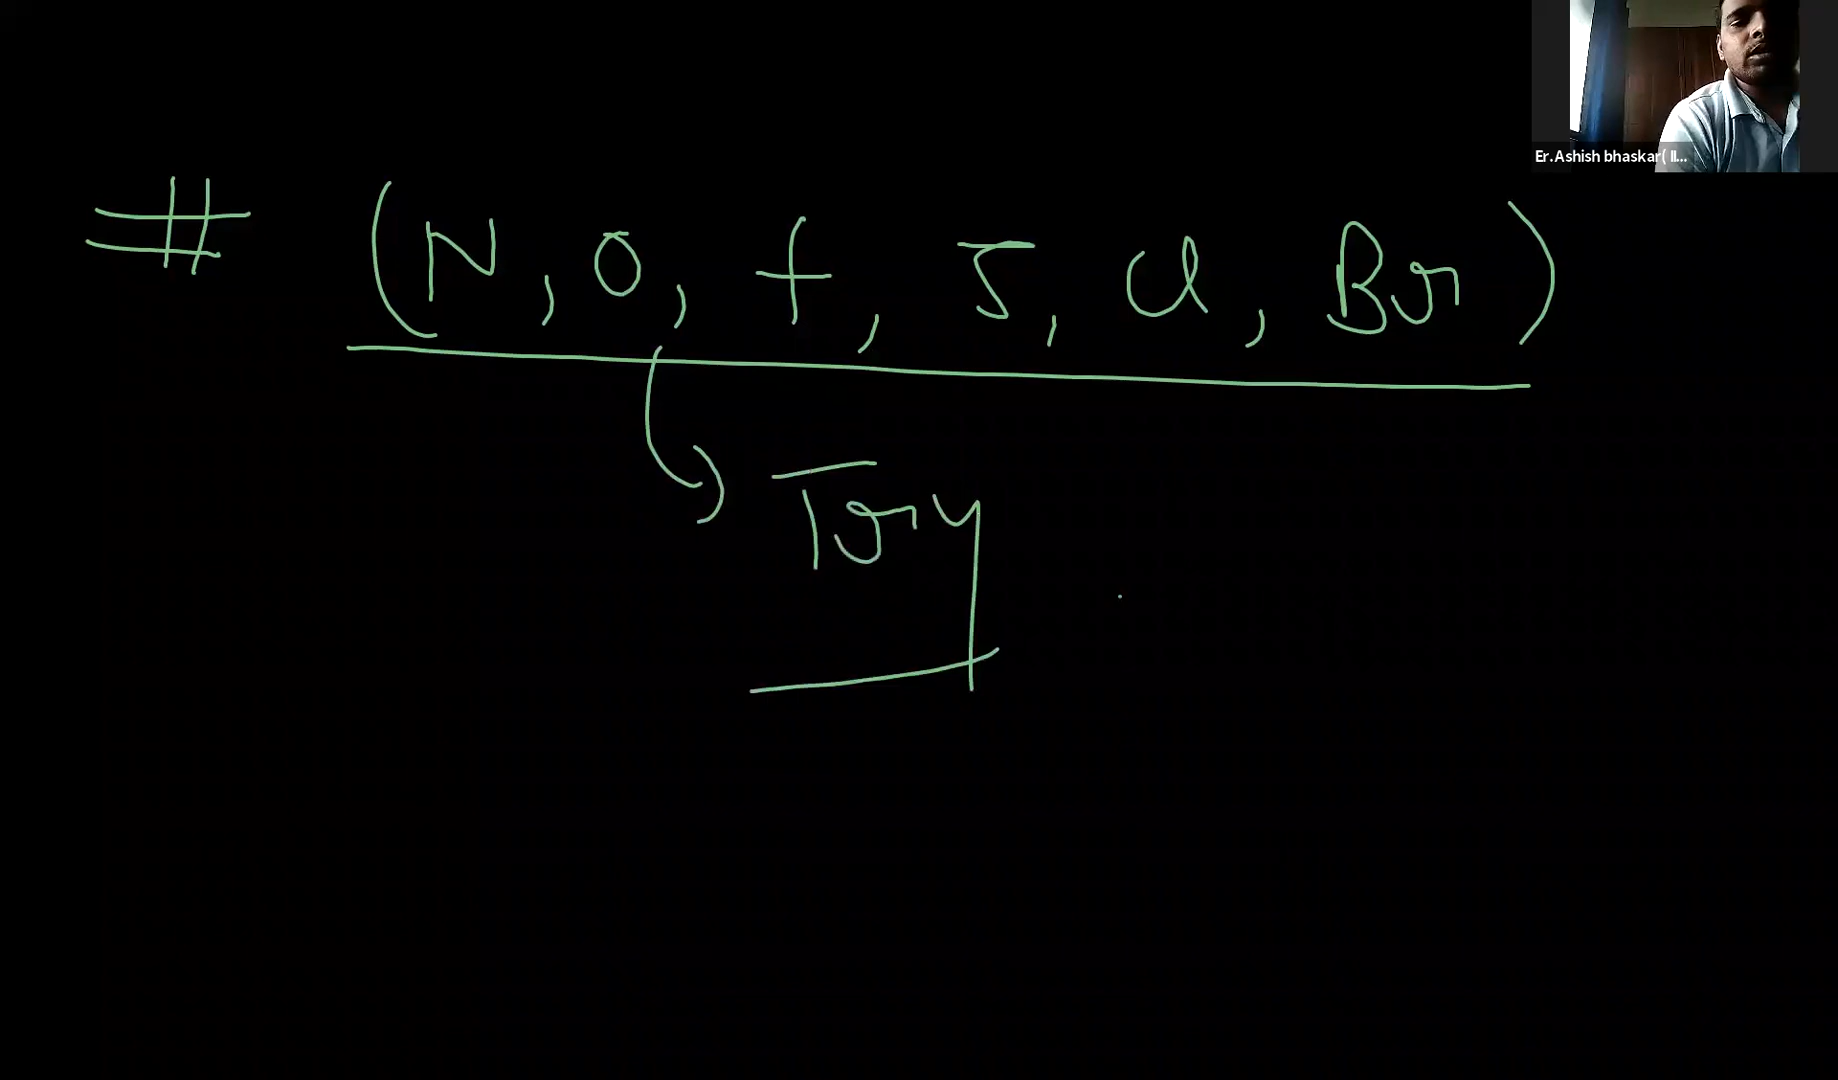 Er.Ashish bhaskar( II...
# (N, O, F, S, Cl, Br)
Try